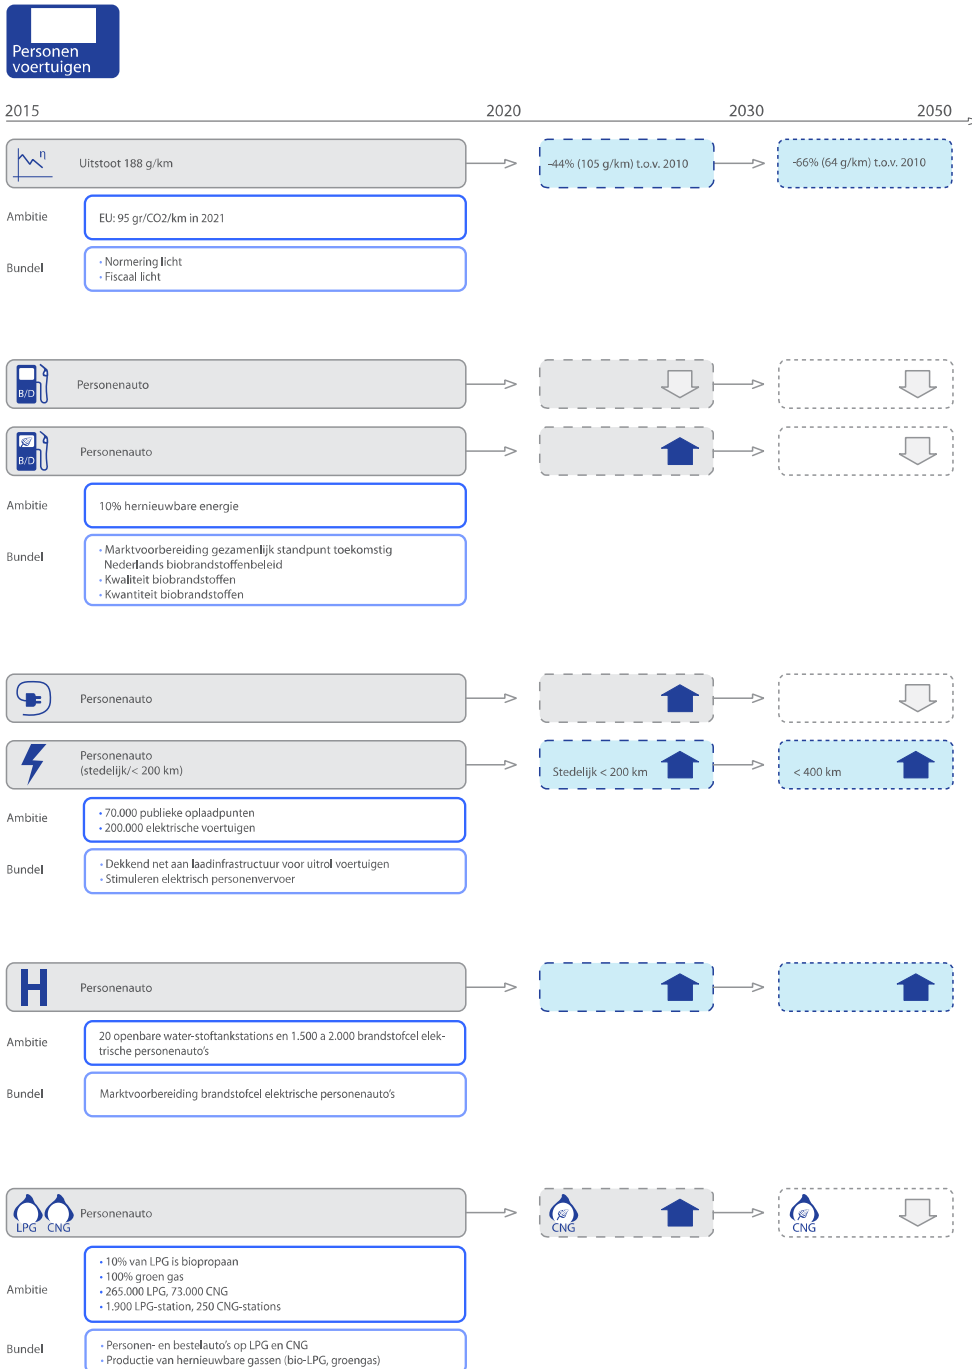 Personen
voertuigen
2015 2020 2030 2050
η
Uitstoot 188 g/km
-44% (105 g/km) t.o.v. 2010
-66% (64 g/km) t.o.v. 2010
Ambitie
EU: 95 gr/CO2/km in 2021
Bundel
• Normering licht
• Fiscaal licht
B/D
Personenauto
B/D
Personenauto
Ambitie
10% hernieuwbare energie
Bundel
• Marktvoorbereiding gezamenlijk standpunt toekomstig
Nederlands biobrandstoffenbeleid
• Kwaliteit biobrandstoffen
• Kwantiteit biobrandstoffen
Personenauto
Personenauto
(stedelijk/< 200 km)
Stedelijk < 200 km
< 400 km
Ambitie
• 70.000 publieke oplaadpunten
• 200.000 elektrische voertuigen
Bundel
• Dekkend net aan laadinfrastructuur voor uitrol voertuigen
• Stimuleren elektrisch personenvervoer
H
Personenauto
Ambitie
20 openbare water-stoftankstations en 1.500 a 2.000 brandstofcel elek-
trische personenauto's
Bundel
Marktvoorbereiding brandstofcel elektrische personenauto's
LPG CNG
Personenauto
CNG
CNG
Ambitie
• 10% van LPG is biopropaan
• 100% groen gas
• 265.000 LPG, 73.000 CNG
• 1.900 LPG-station, 250 CNG-stations
Bundel
• Personen- en bestelauto's op LPG en CNG
• Productie van hernieuwbare gassen (bio-LPG, groengas)